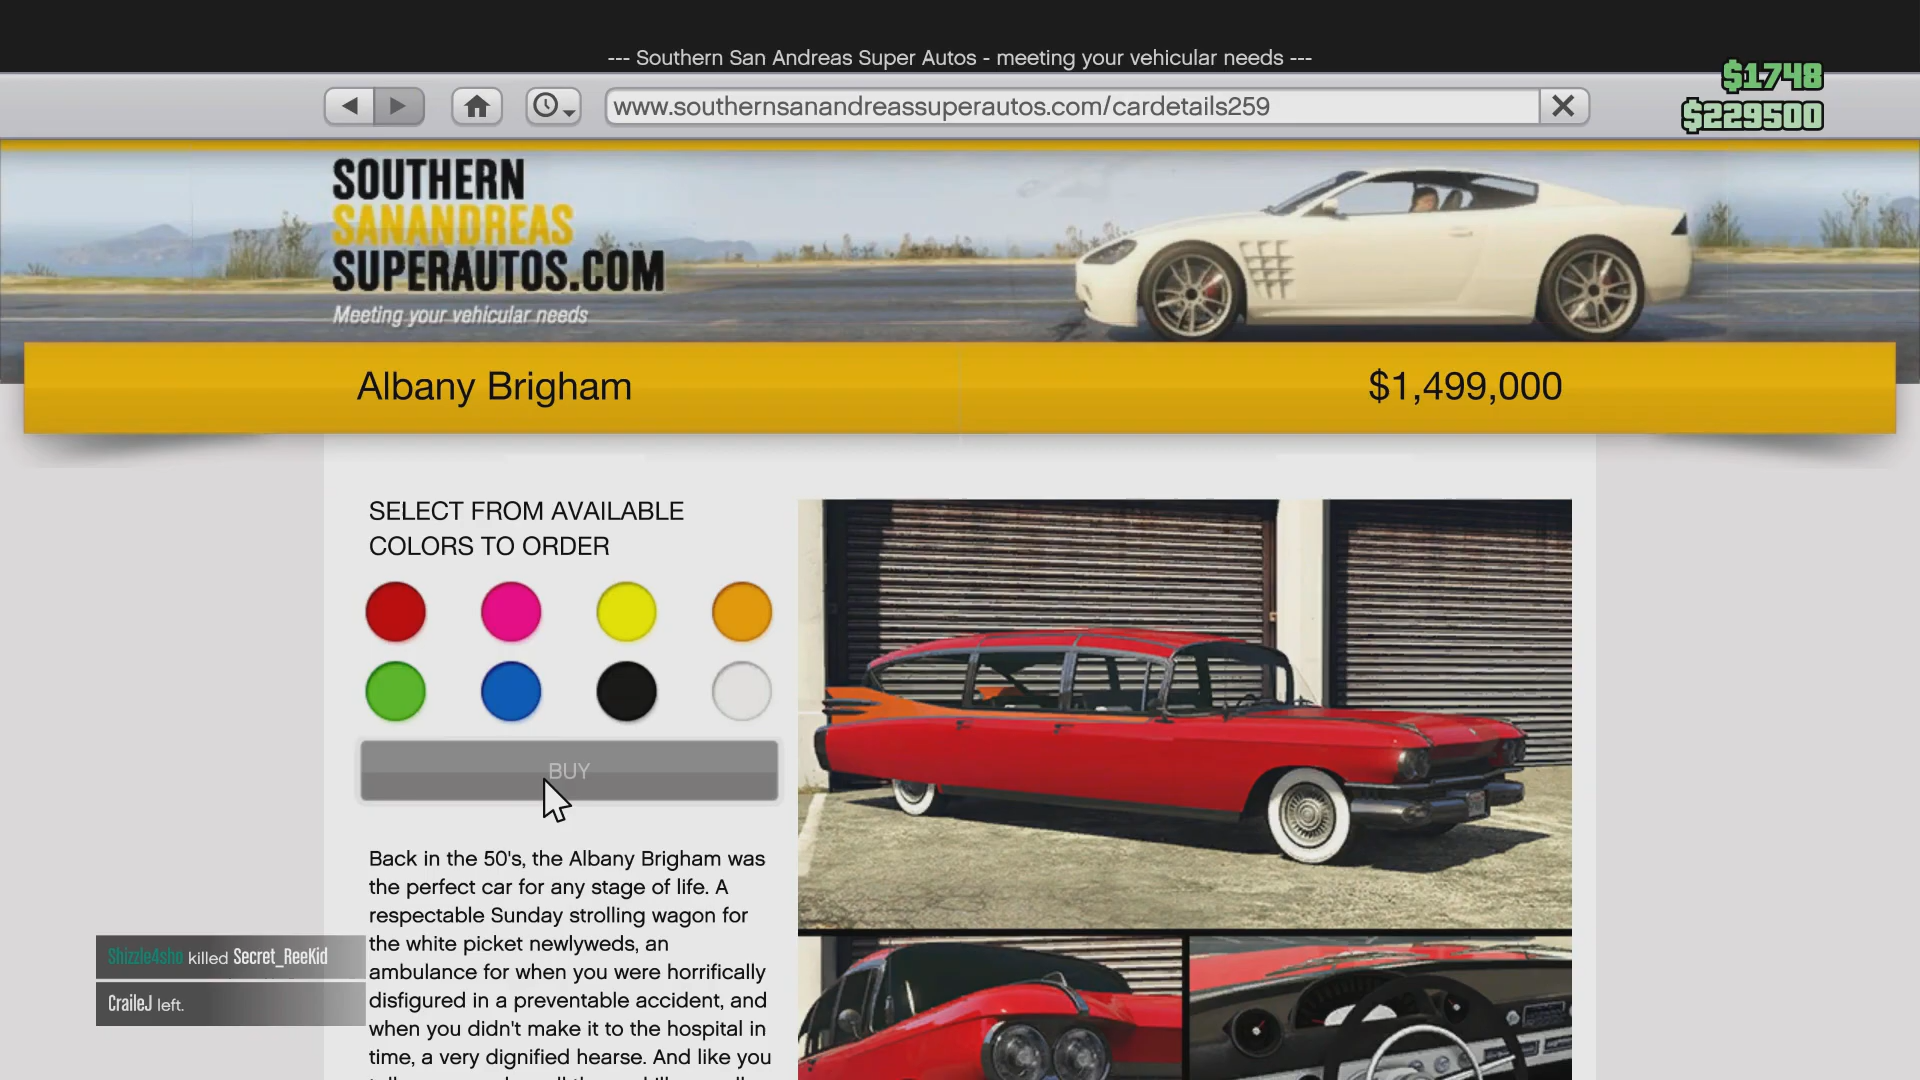 --- Southern San Andreas Super Autos - meeting your vehicular needs ---
www.southernsanandreassuperautos.com/cardetails259
$1748
$229500
SOUTHERN
SANANDREAS
SUPERAUTOS.COM
Meeting your vehicular needs
Albany Brigham
$1,499,000
SELECT FROM AVAILABLE
COLORS TO ORDER
BUY
Back in the 50's, the Albany Brigham was
the perfect car for any stage of life. A
respectable Sunday strolling wagon for
the white picket newlyweds, an
ambulance for when you were horrifically
disfigured in a preventable accident, and
when you didn't make it to the hospital in
time, a very dignified hearse. And like you
Shizzle4sho killed Secret_ReeKid
CraileJ left.